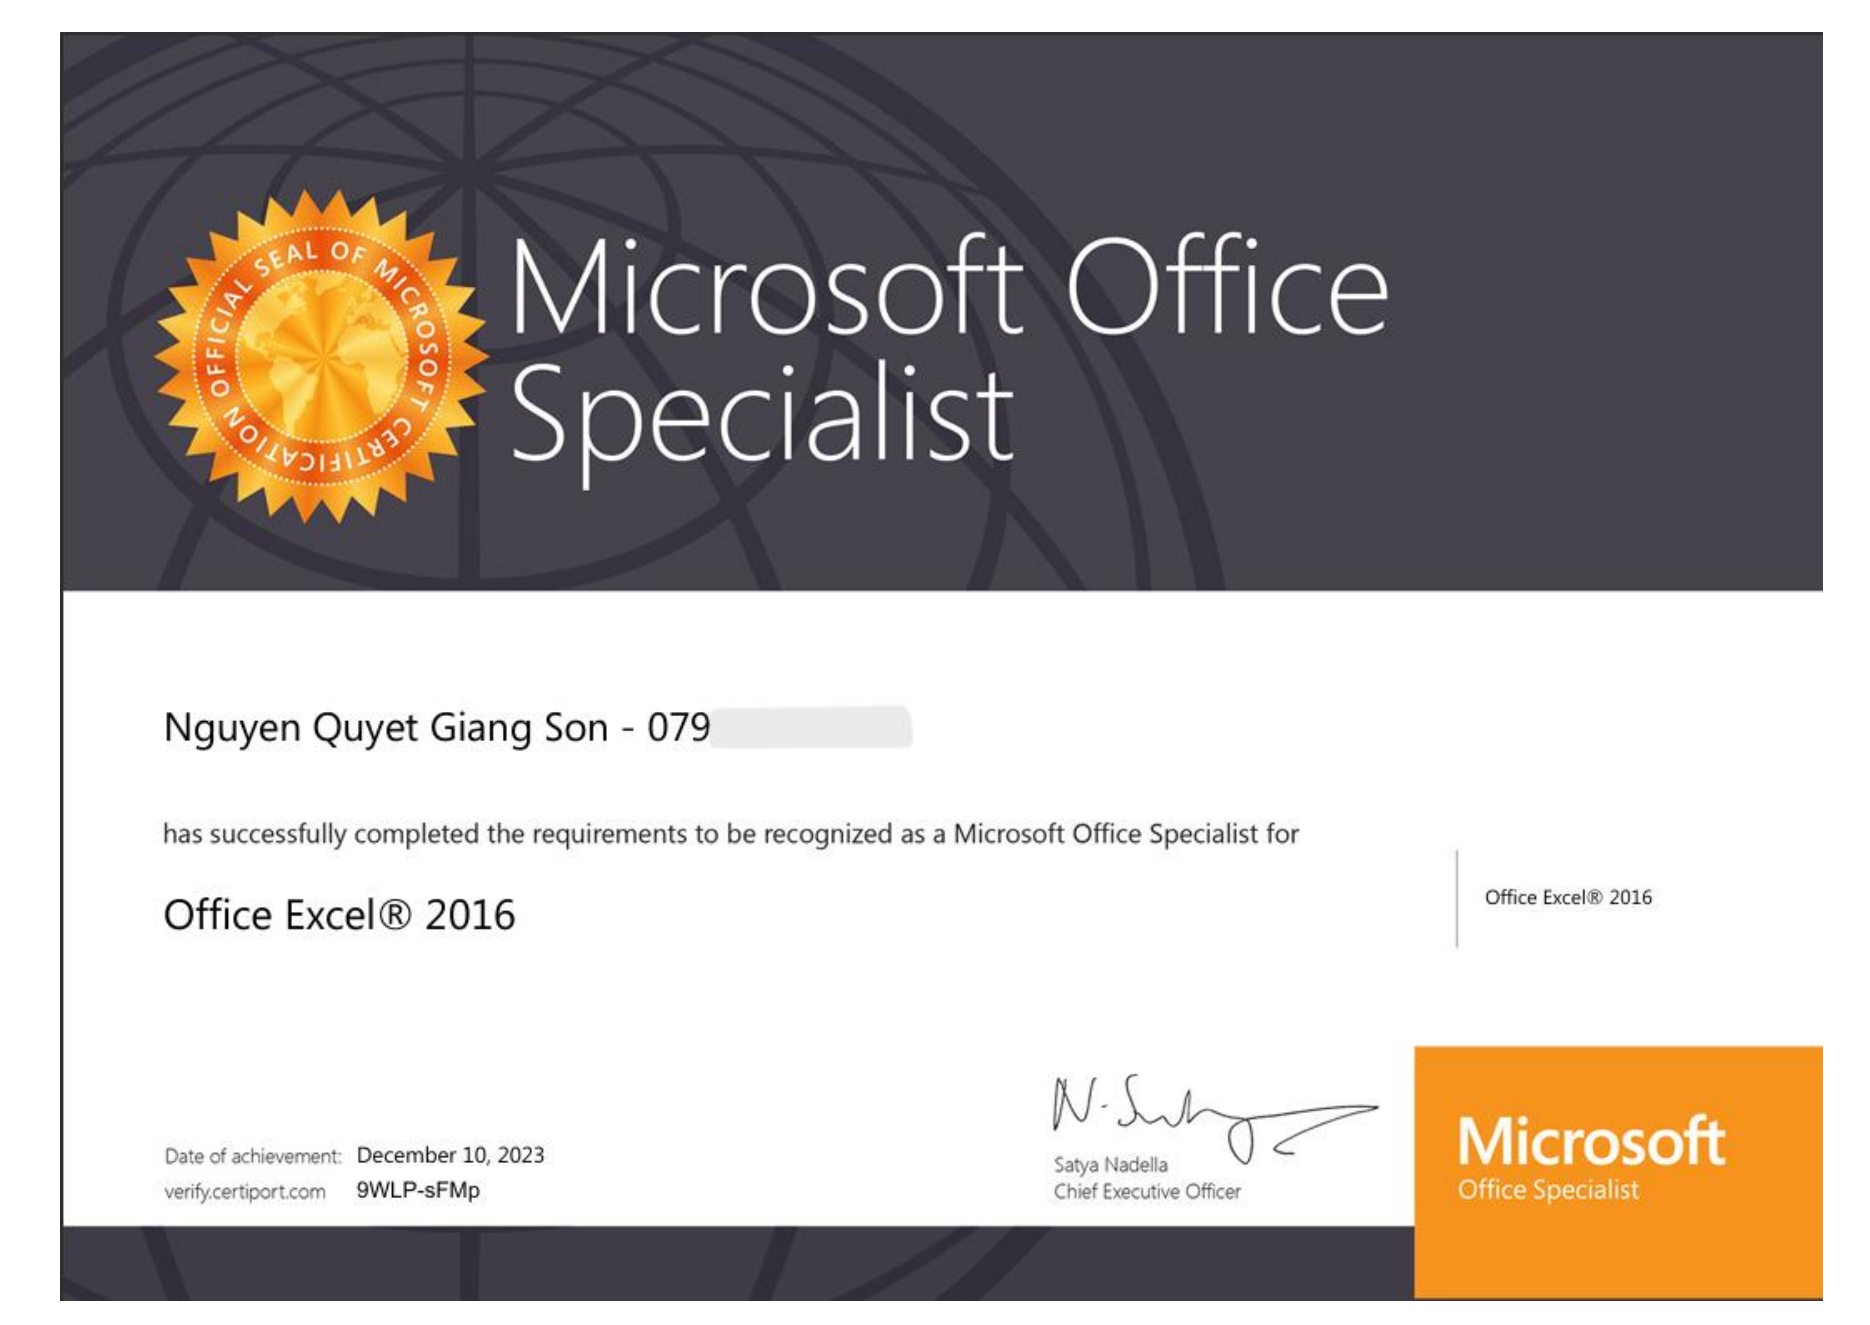 OFFICIAL SEAL OF MICROSOFT CERTIFICATION
Microsoft Office
Specialist
Nguyen Quyet Giang Son - 079
has successfully completed the requirements to be recognized as a Microsoft Office Specialist for
Office Excel® 2016
Office Excel® 2016
Date of achievement: December 10, 2023
verify.certiport.com 9WLP-sFMp
Satya Nadella
Chief Executive Officer
Microsoft
Office Specialist